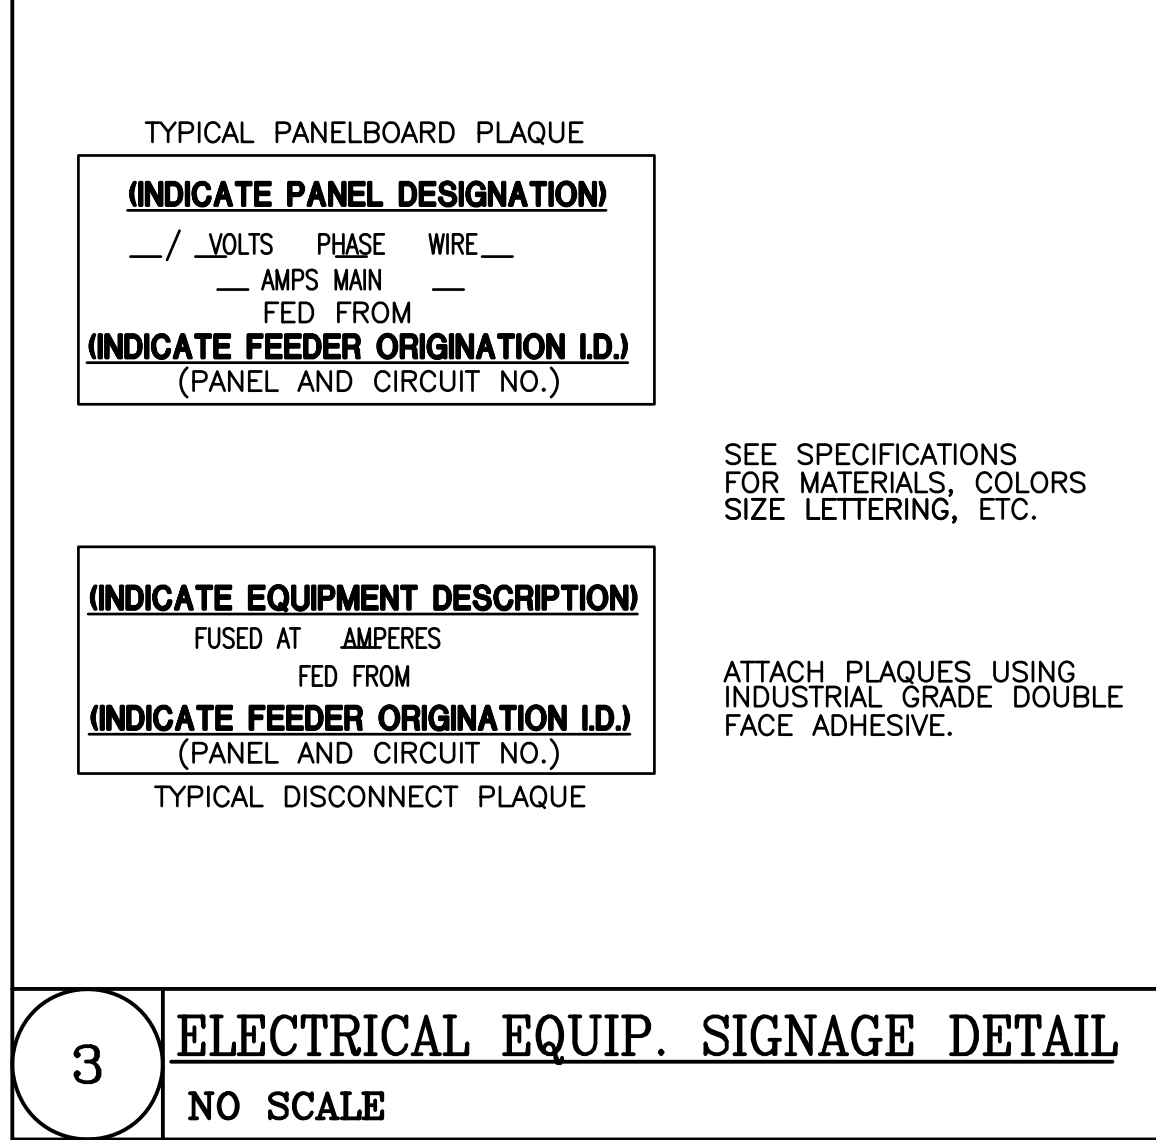 TYPICAL PANELBOARD PLAQUE
(INDICATE PANEL DESIGNATION)
__/ __VOLTS PHASE WIRE__
__ AMPS MAIN __
FED FROM
(INDICATE FEEDER ORIGINATION I.D.)
(PANEL AND CIRCUIT NO.)
SEE SPECIFICATIONS
FOR MATERIALS, COLORS
SIZE LETTERING, ETC.
(INDICATE EQUIPMENT DESCRIPTION)
FUSED AT AMPERES
FED FROM
(INDICATE FEEDER ORIGINATION I.D.)
(PANEL AND CIRCUIT NO.)
TYPICAL DISCONNECT PLAQUE
ATTACH PLAQUES USING
INDUSTRIAL GRADE DOUBLE
FACE ADHESIVE.
3
ELECTRICAL EQUIP. SIGNAGE DETAIL
NO SCALE